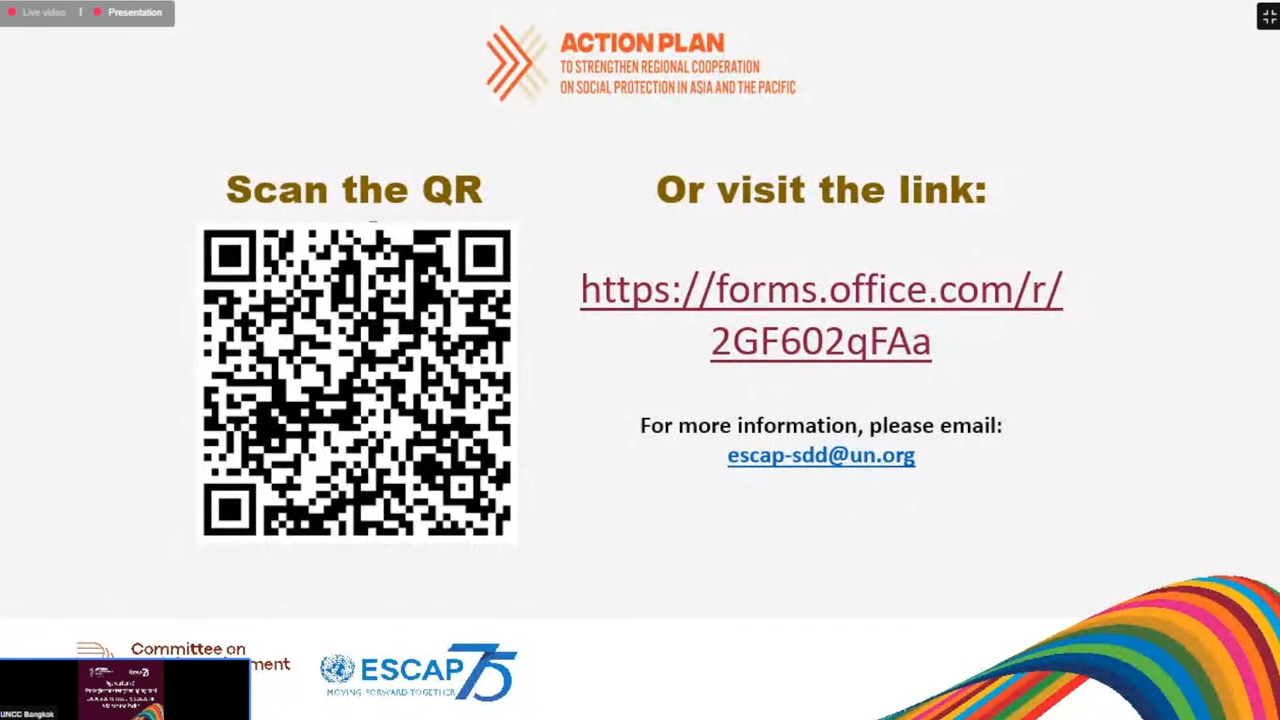 Live video | Presentation
ACTION PLAN
TO STRENGTHEN REGIONAL COOPERATION
ON SOCIAL PROTECTION IN ASIA AND THE PACIFIC
Scan the QR
Or visit the link:
https://forms.office.com/r/
2GF602qFAa
For more information, please email:
escap-sdd@un.org
Committee on
ment
ESCAP 75
MOVING FORWARD TOGETHER
UNCC Bangkok